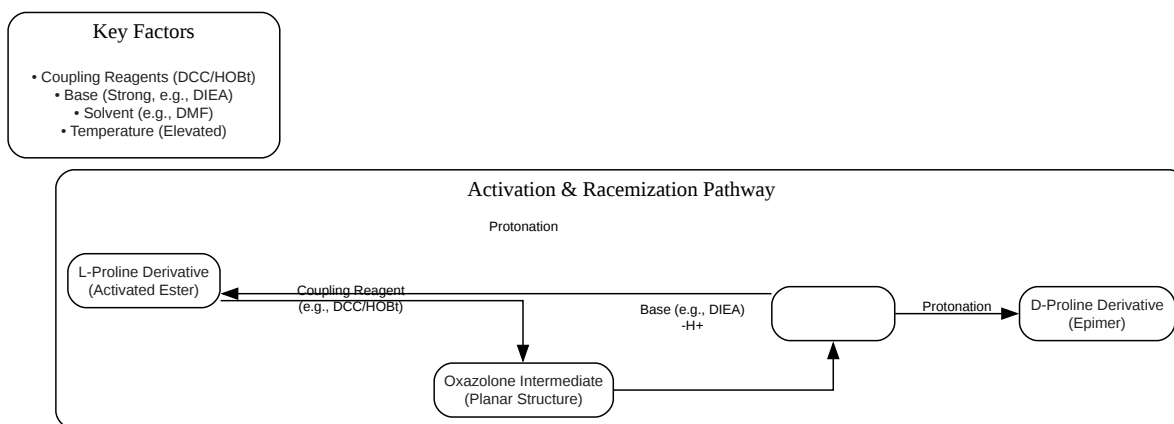 Key Factors
• Coupling Reagents (DCC/HOBt)
• Base (Strong, e.g., DIEA)
• Solvent (e.g., DMF)
• Temperature (Elevated)
Activation & Racemization Pathway
Protonation
L-Proline Derivative
(Activated Ester)
Coupling Reagent
(e.g., DCC/HOBt)
Base (e.g., DIEA)
-H+
Protonation
D-Proline Derivative
(Epimer)
Oxazolone Intermediate
(Planar Structure)